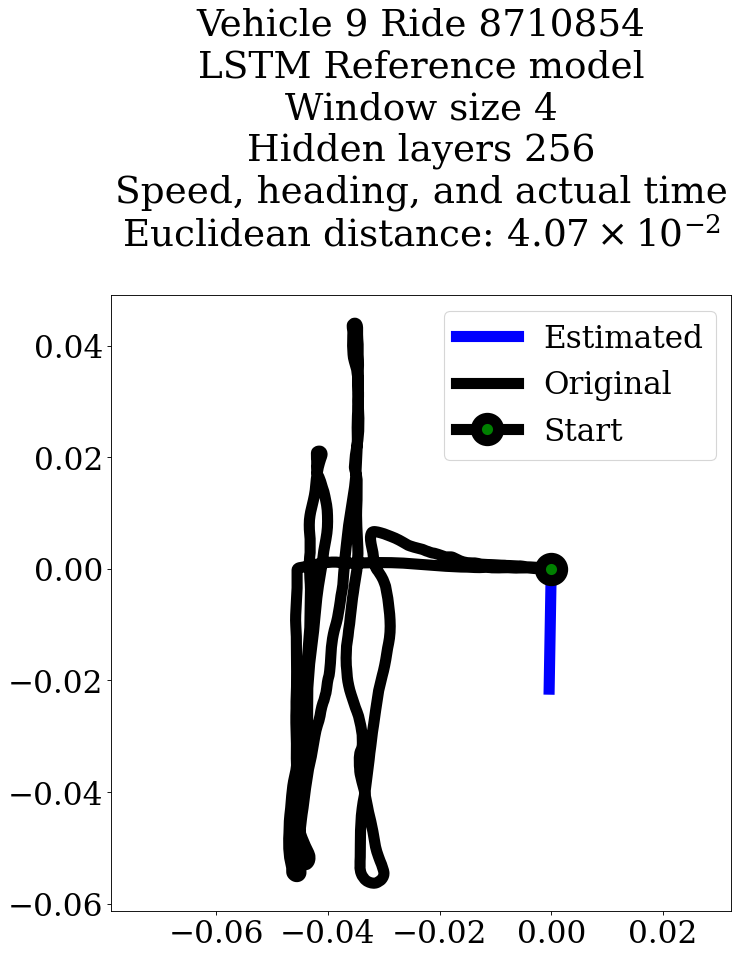 Vehicle 9 Ride 8710854
LSTM Reference model
Window size 4
Hidden layers 256
Speed, heading, and actual time
Euclidean distance: 4.07 × 10⁻²
Estimated
Original
Start
0.04
0.02
0.00
−0.02
−0.04
−0.06
−0.06 −0.04 −0.02 0.00 0.02